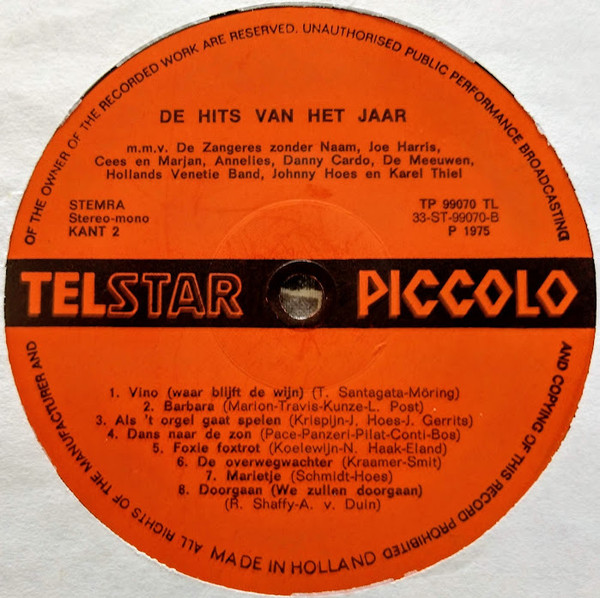 OF THE OWNER OF THE RECORDED WORK ARE RESERVED. UNAUTHORISED PUBLIC PERFORMANCE BROADCASTING
DE HITS VAN HET JAAR
m.m.v. De Zangeres zonder Naam, Joe Harris,
Cees en Marjan, Annelies, Danny Cardo, De Meeuwen,
Hollands Venetie Band, Johnny Hoes en Karel Thiel
STEMRA
Stereo-mono
KANT 2
TP 99070 TL
33-ST-99070-B
P 1975
TELSTAR PICCOLO
1. Vino (waar blijft de wijn) (T. Santagata-Möring)
2. Barbara (Marion-Travis-Kunze-L. Post)
3. Als 't orgel gaat spelen (Krispijn-J. Hoes-J. Gerrits)
4. Dans naar de zon (Pace-Panzeri-Pilat-Conti-Bos)
5. Foxie foxtrot (Koelewijn-N. Haak-Eland)
6. De overwegwachter (Kraamer-Smit)
7. Marietje (Schmidt-Hoes)
8. Doorgaan (We zullen doorgaan)
(R. Shaffy-A. v. Duin)
AND COPYING OF THIS RECORD PROHIBITED
ALL RIGHTS OF THE MANUFACTURER AND
MADE IN HOLLAND